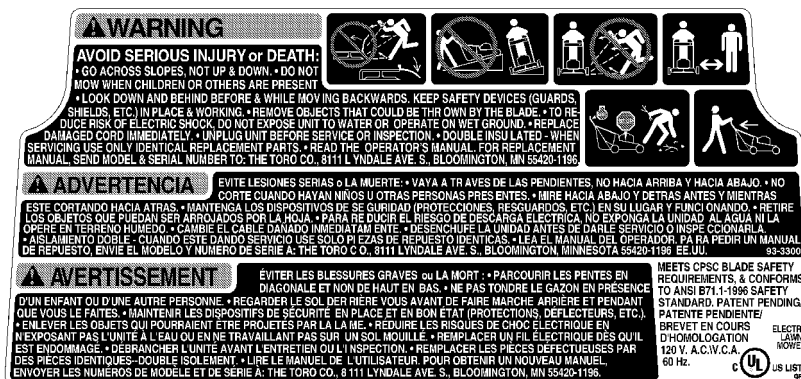 WARNING
AVOID SERIOUS INJURY or DEATH:
• GO ACROSS SLOPES, NOT UP & DOWN. • DO NOT
MOW WHEN CHILDREN OR OTHERS ARE PRESENT
• LOOK DOWN AND BEHIND BEFORE & WHILE MOVING BACKWARDS. KEEP SAFETY DEVICES (GUARDS,
SHIELDS, ETC.) IN PLACE & WORKING. • REMOVE OBJECTS THAT COULD BE THROWN BY THE BLADE. • TO RE-
DUCE RISK OF ELECTRIC SHOCK, DO NOT EXPOSE UNIT TO WATER OR OPERATE ON WET GROUND. • REPLACE
DAMAGED CORD IMMEDIATELY. • UNPLUG UNIT BEFORE SERVICE OR INSPECTION. • DOUBLE INSULATED - WHEN
SERVICING USE ONLY IDENTICAL REPLACEMENT PARTS. • READ THE OPERATOR'S MANUAL. FOR REPLACEMENT
MANUAL, SEND MODEL & SERIAL NUMBER TO: THE TORO CO., 8111 LYNDALE AVE. S., BLOOMINGTON, MN 55420-1196.
ADVERTENCIA
EVITE LESIONES SERIAS o LA MUERTE: • VAYA A TRAVES DE LAS PENDIENTES, NO HACIA ARRIBA Y HACIA ABAJO. • NO
CORTE CUANDO HAYAN NIÑOS U OTRAS PERSONAS PRESENTES. • MIRE HACIA ABAJO Y DETRAS ANTES Y MIENTRAS
ESTE CORTANDO HACIA ATRAS. • MANTENGA LOS DISPOSITIVOS DE SEGURIDAD (PROTECCIONES, RESGUARDOS, ETC.) EN SU LUGAR Y FUNCIONANDO. • RETIRE
LOS OBJETOS QUE PUEDAN SER ARROJADOS POR LA HOJA. • PARA REDUCIR EL RIESGO DE DESCARGA ELECTRICA, NO EXPONGA LA UNIDAD AL AGUA NI LA
OPERE EN TERRENO HUMEDO. • CAMBIE EL CABLE DANADO INMEDIATAMENTE. • DESENCHUFE LA UNIDAD ANTES DE DARLE SERVICIO O INSPECCIONARLA.
• AISLAMIENTO DOBLE - CUANDO ESTE DANDO SERVICIO USE SOLO PIEZAS DE REPUESTO IDENTICAS. • LEA EL MANUAL DEL OPERADOR. PARA PEDIR UN MANUAL
DE REPUESTO, ENVIE EL MODELO Y NUMERO DE SERIE A: THE TORO CO., 8111 LYNDALE AVE. S., BLOOMINGTON, MINNESOTA 55420-1196 EE.UU. 93-3300
AVERTISSEMENT
ÉVITER LES BLESSURES GRAVES ou LA MORT : • PARCOURIR LES PENTES EN
DIAGONALE ET NON DE HAUT EN BAS. • NE PAS TONDRE LE GAZON EN PRÉSENCE
D'UN ENFANT OU D'UNE AUTRE PERSONNE. • REGARDER LE SOL DERRIÈRE VOUS AVANT DE FAIRE MARCHE ARRIÈRE ET PENDANT
QUE VOUS LE FAITES. • MAINTENIR LES DISPOSITIFS DE SÉCURITÉ EN PLACE ET EN BON ÉTAT (PROTECTIONS, DÉFLECTEURS, ETC.).
• ENLEVER LES OBJETS QUI POURRAIENT ÊTRE PROJETÉS PAR LA LAME. • RÉDUIRE LES RISQUES DE CHOC ÉLECTRIQUE EN
N'EXPOSANT PAS L'UNITÉ À L'EAU OU EN NE TRAVAILLANT PAS SUR UN SOL MOUILLÉ. • REMPLACER UN FIL ÉLECTRIQUE DÈS QU'IL
EST ENDOMMAGÉ. • DÉBRANCHER L'UNITÉ AVANT L'ENTRETIEN OU L'INSPECTION. • REMPLACER LES PIÈCES DÉFECTUEUSES PAR
DES PIÈCES IDENTIQUES--DOUBLE ISOLEMENT. • LIRE LE MANUEL DE L'UTILISATEUR. POUR OBTENIR UN NOUVEAU MANUEL,
ENVOYER LES NUMÉROS DE MODÈLE ET DE SÉRIE À: THE TORO CO., 8111 LYNDALE AVE. S., BLOOMINGTON, MN 55420-1196.
MEETS CPSC BLADE SAFETY
REQUIREMENTS, & CONFORMS
TO ANSI B71.1-1996 SAFETY
STANDARD. PATENT PENDING/
PATENTE PENDIENTE/
BREVET EN COURS
D'HOMOLOGATION
120 V. A.C./V.C.A.
60 Hz.
ELECTR
LAWN
MOWE
C UL US LIST